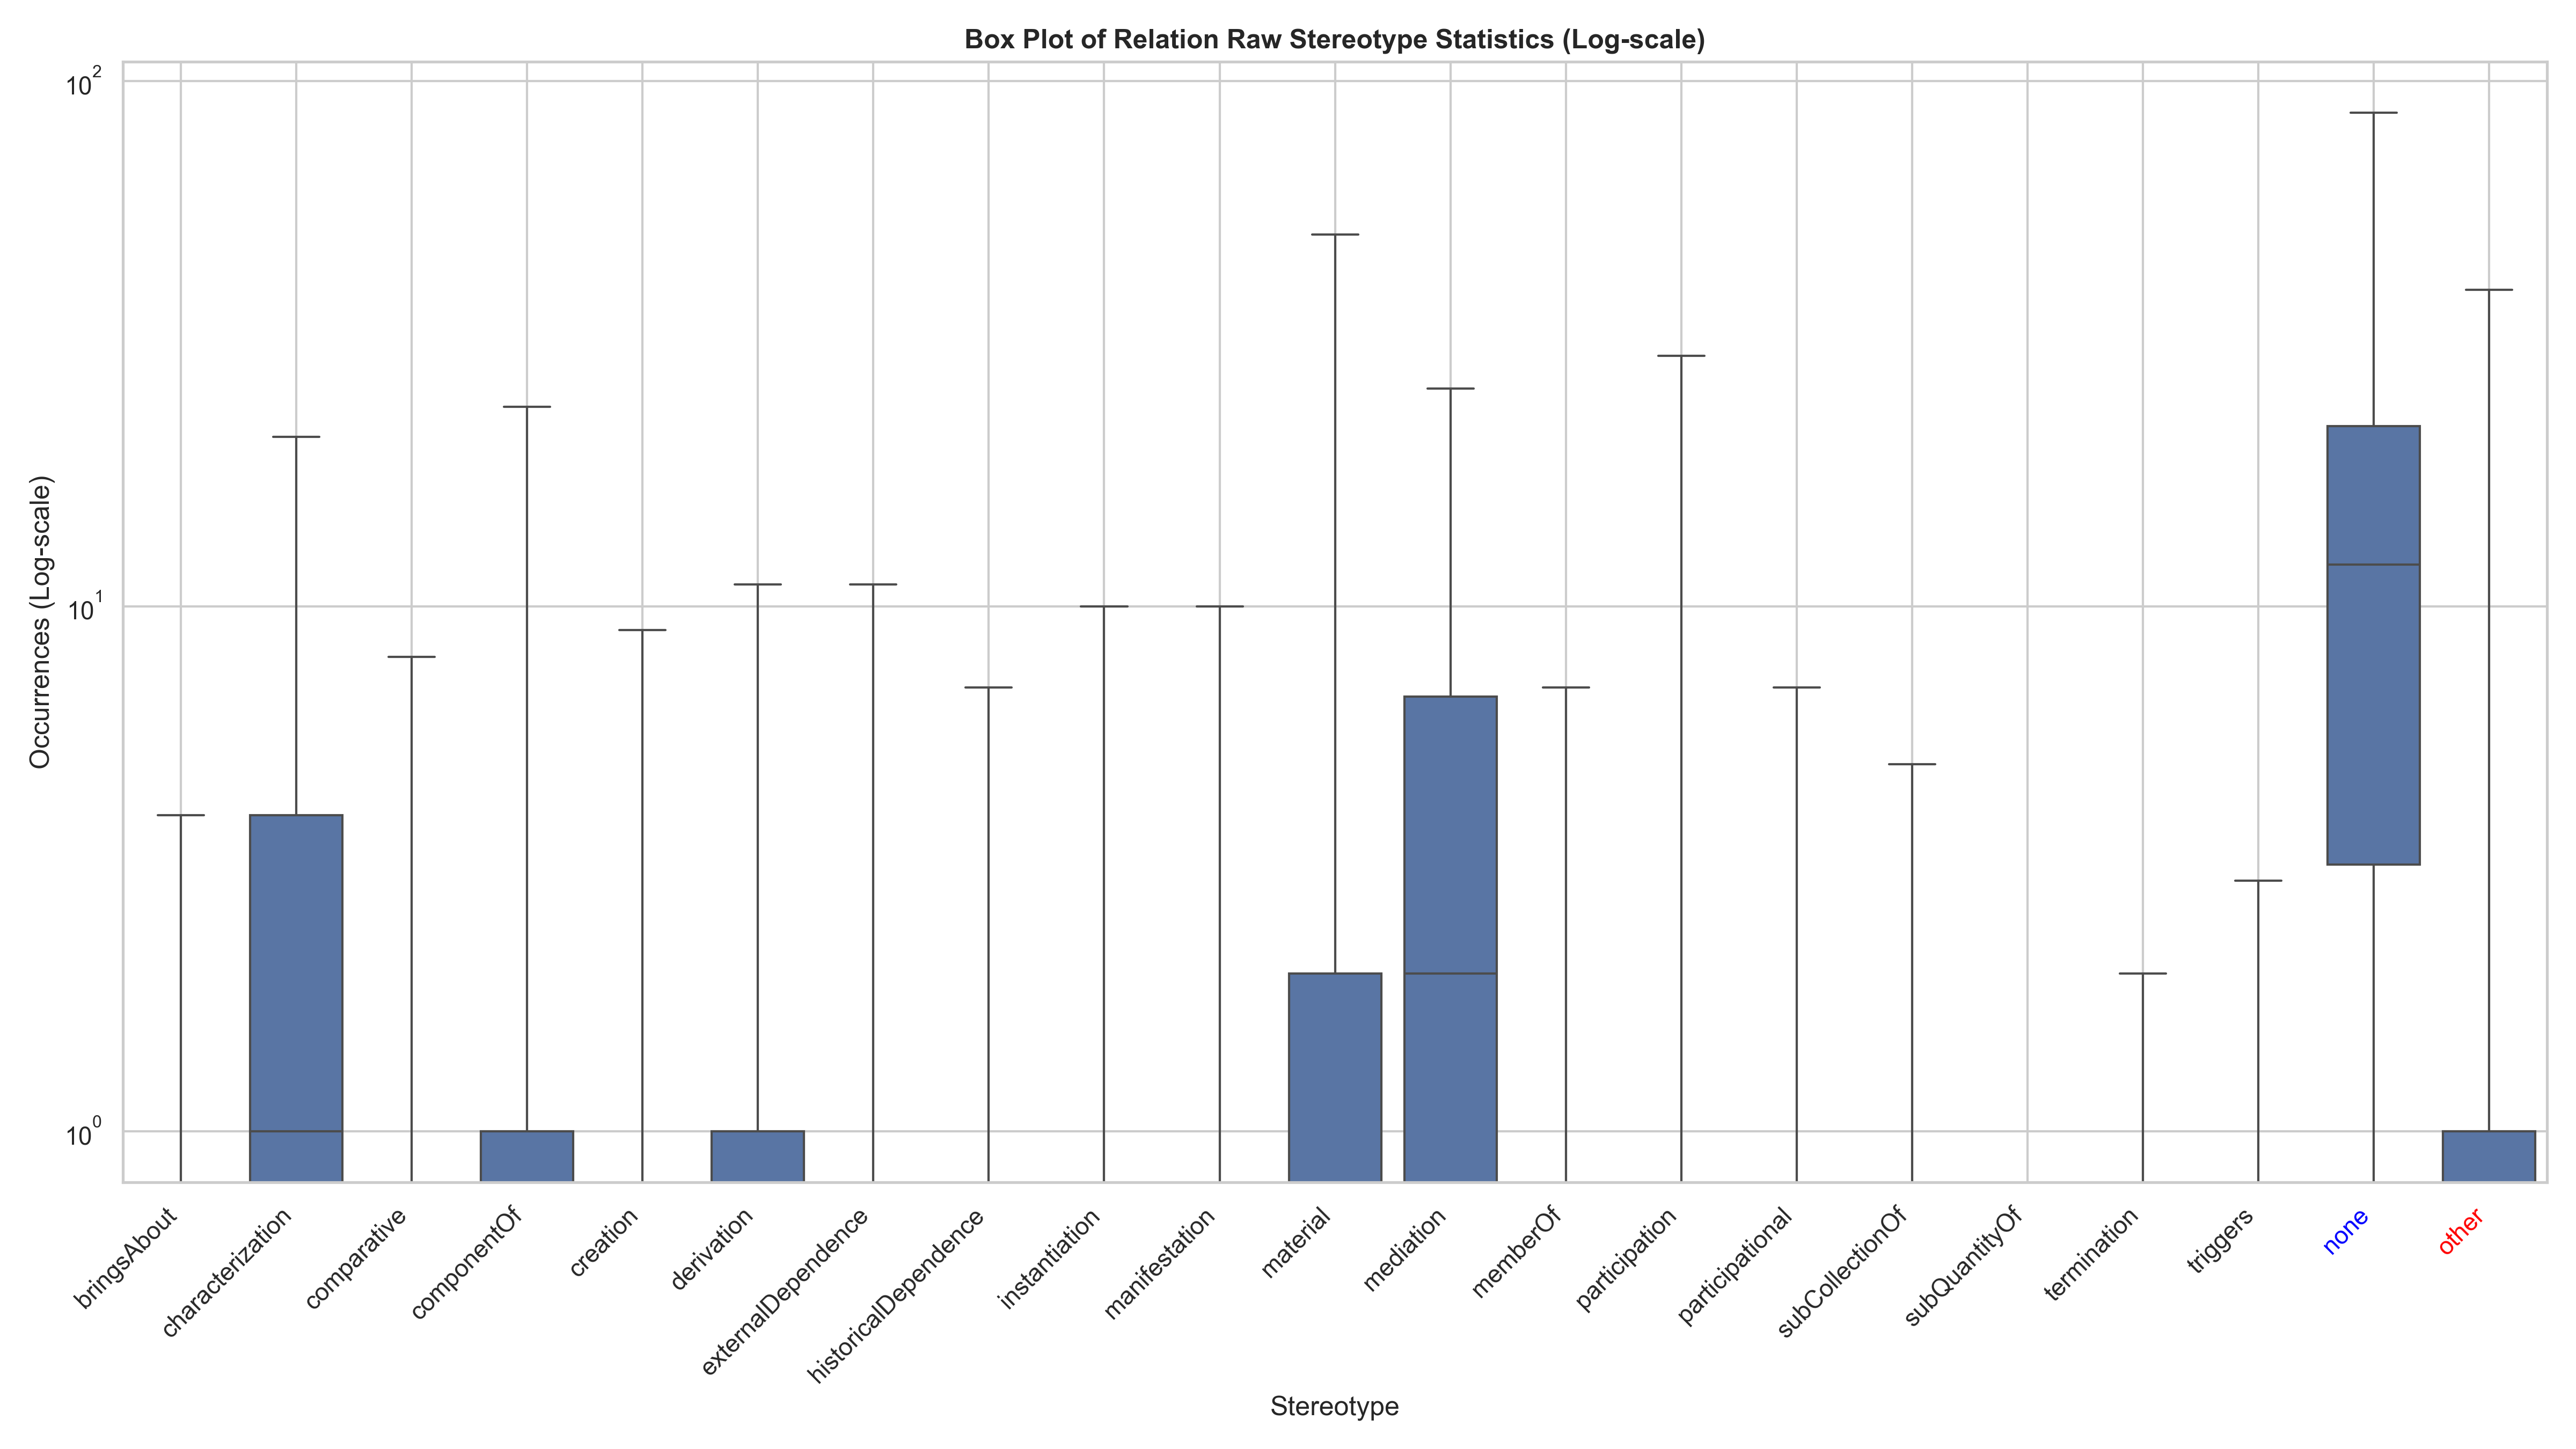 Box Plot of Relation Raw Stereotype Statistics (Log-scale)
Occurrences (Log-scale)
10²
10¹
10⁰
bringsAbout
characterization
comparative
componentOf
creation
derivation
externalDependence
historicalDependence
instantiation
manifestation
material
mediation
memberOf
participation
participational
subCollectionOf
subQuantityOf
termination
triggers
none
other
Stereotype